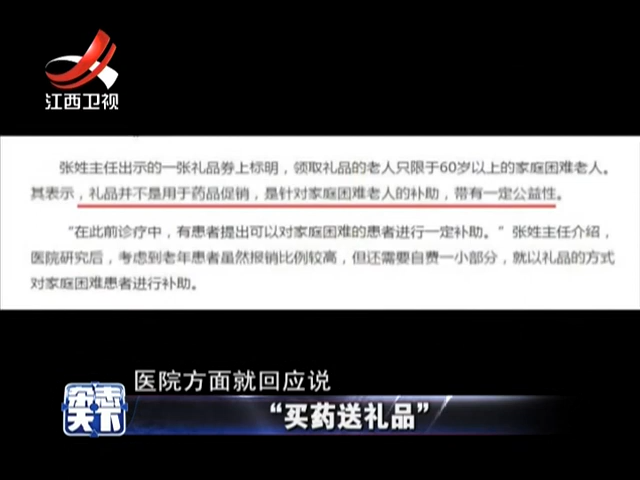 江西卫视
张姓主任出示的一张礼品券上标明，领取礼品的老人只限于60岁以上的家庭困难老人。
其表示，礼品并不是用于药品促销，是针对家庭困难老人的补助，带有一定公益性。
“在此前诊疗中，有患者提出可以对家庭困难的患者进行一定补助。”张姓主任介绍，
医院研究后，考虑到老年患者虽然报销比例较高，但还需要自费一小部分，就以礼品的方式
对家庭困难患者进行补助。
医院方面就回应说
杂志天下
“买药送礼品”